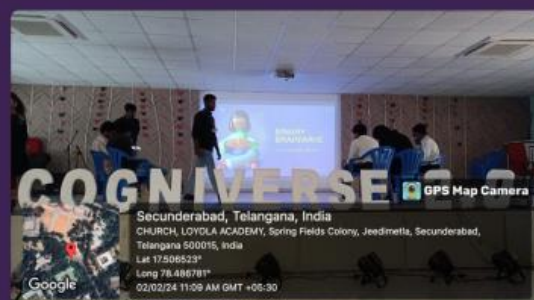 COGNIVERSE 2.0
GPS Map Camera
Secunderabad, Telangana, India
CHURCH, LOYOLA ACADEMY, Spring Fields Colony, Jeedimetla, Secunderabad,
Telangana 500015, India
Lat 17.506523°
Long 78.486781°
02/02/24 11:09 AM GMT +05:30
Google